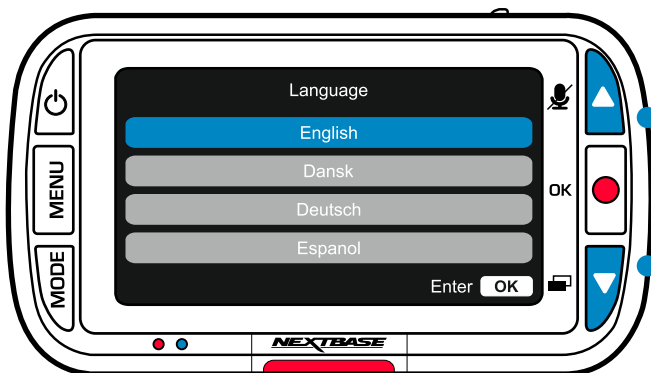 Language
English
Dansk
Deutsch
Espanol
Enter OK
MENU
MODE
OK
NEXTBASE